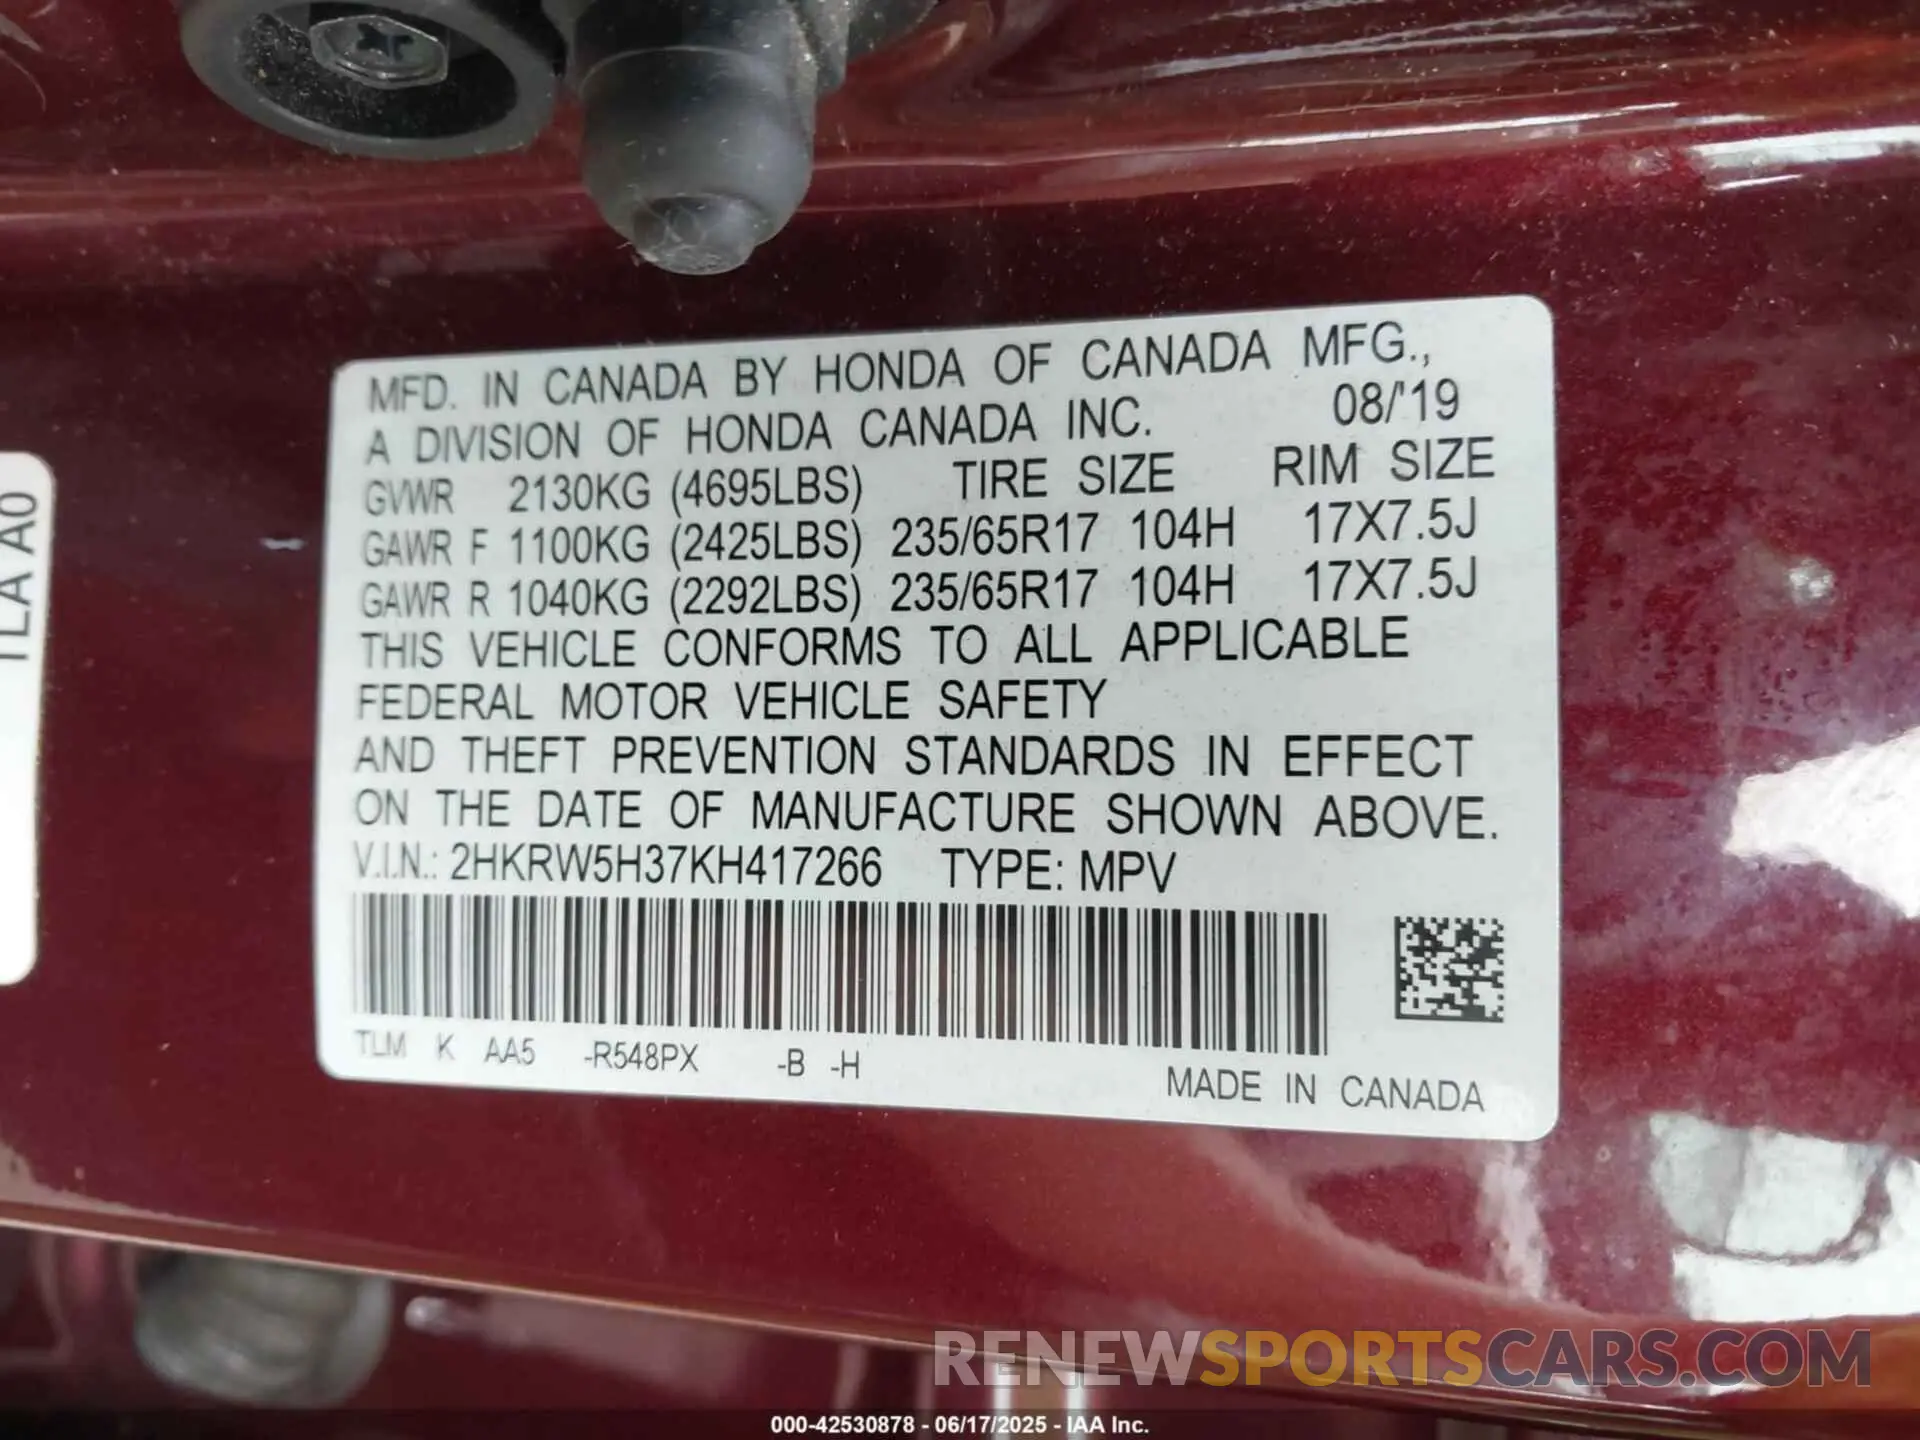 MFD. IN CANADA BY HONDA OF CANADA MFG.,
A DIVISION OF HONDA CANADA INC. 08/'19
GVWR 2130KG (4695LBS) TIRE SIZE RIM SIZE
GAWR F 1100KG (2425LBS) 235/65R17 104H 17X7.5J
GAWR R 1040KG (2292LBS) 235/65R17 104H 17X7.5J
THIS VEHICLE CONFORMS TO ALL APPLICABLE
FEDERAL MOTOR VEHICLE SAFETY
AND THEFT PREVENTION STANDARDS IN EFFECT
ON THE DATE OF MANUFACTURE SHOWN ABOVE.
V.I.N.: 2HKRW5H37KH417266 TYPE: MPV
TLM K AA5 -R548PX -B -H
MADE IN CANADA
TLA A0
RENEWSPORTSCARS.COM
000-42530878 - 06/17/2025 - IAA Inc.